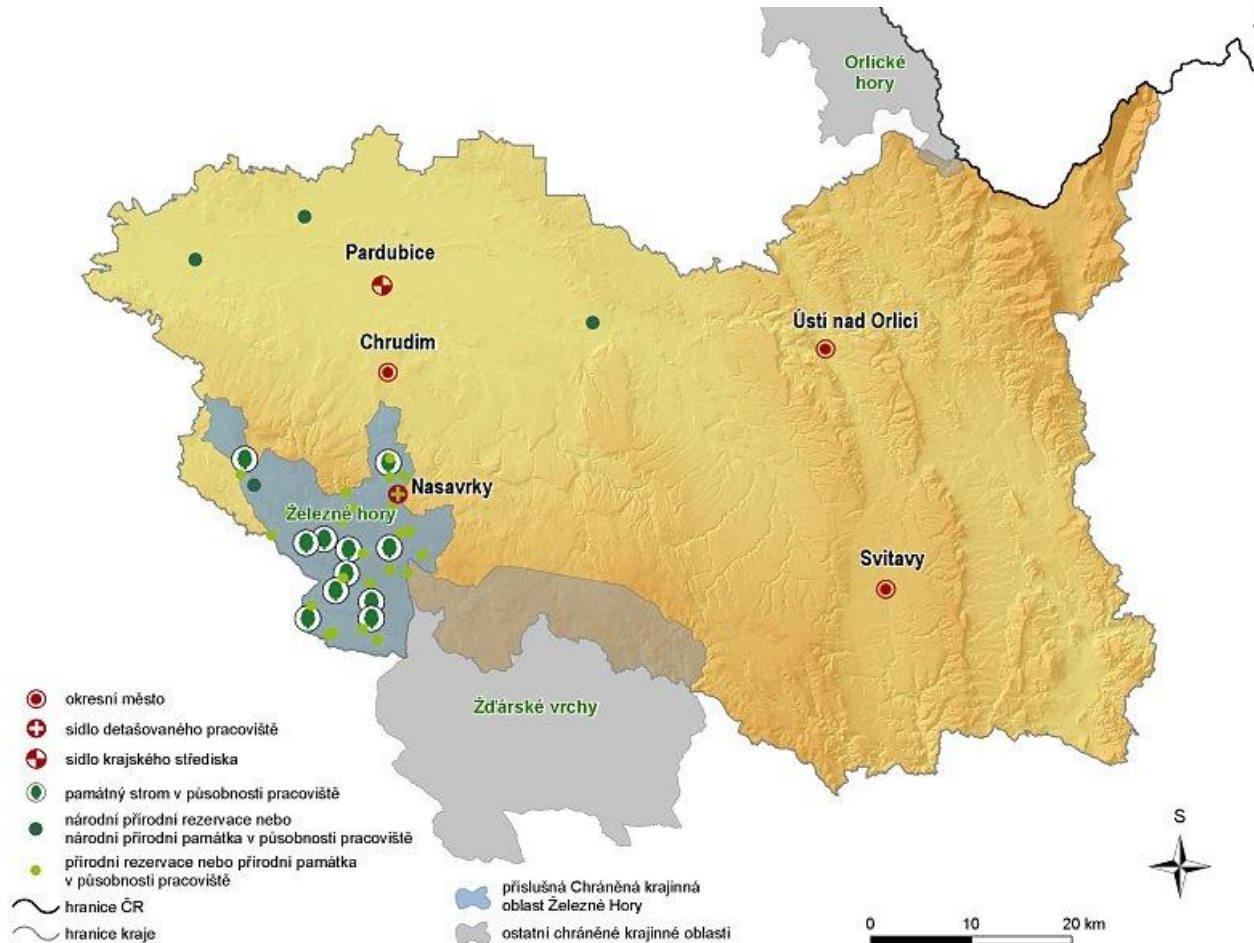 Orlické
hory
Pardubice
Ústí nad Orlicí
Chrudim
Nasavrky
Železné hory
Svitavy
Žďárské vrchy
okresní město
sídlo detašovaného pracoviště
sídlo krajského střediska
památný strom v působnosti pracoviště
národní přírodní rezervace nebo
národní přírodní památka v působnosti pracoviště
přírodní rezervace nebo přírodní památka
v působnosti pracoviště
hranice ČR
hranice kraje
příslušná Chráněná krajinná
oblast Železné Hory
ostatní chráněné krajinné oblasti
S
0 10 20 km